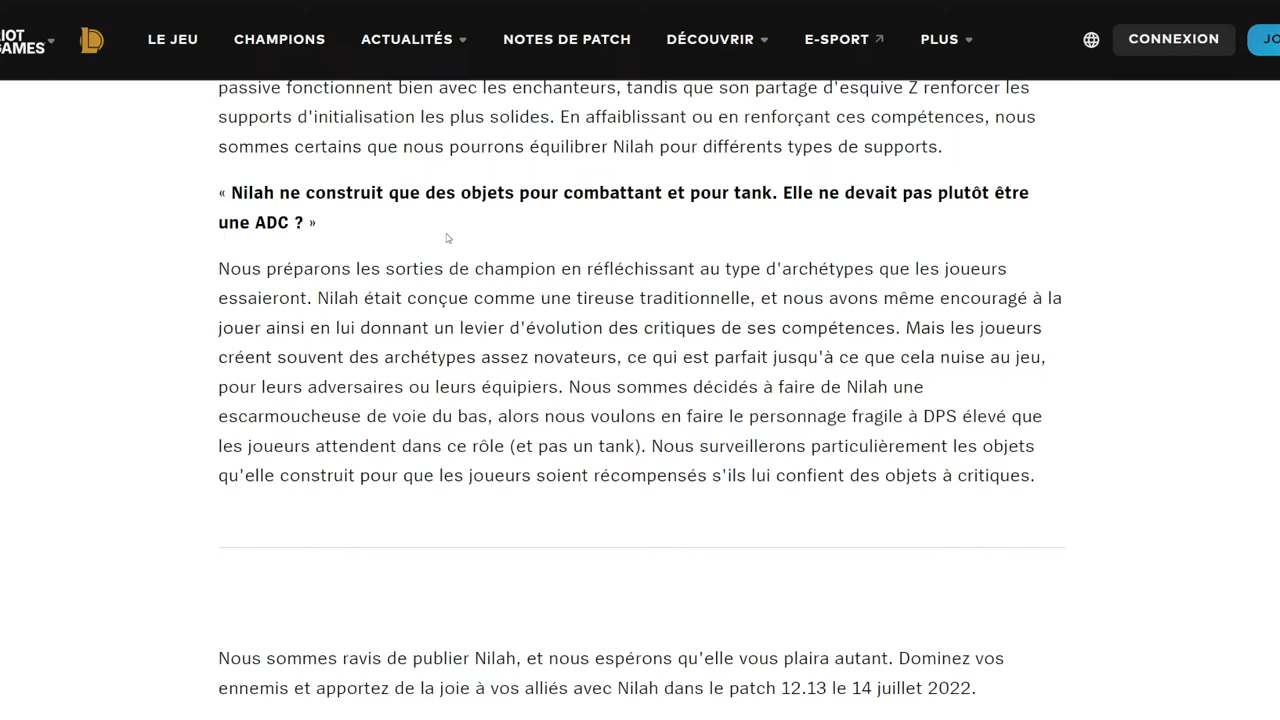 RIOT GAMES
LE JEU CHAMPIONS ACTUALITÉS NOTES DE PATCH DÉCOUVRIR E-SPORT PLUS CONNEXION JO
passive fonctionnent bien avec les enchanteurs, tandis que son partage d'esquive Z renforcer les
supports d'initialisation les plus solides. En affaiblissant ou en renforçant ces compétences, nous
sommes certains que nous pourrons équilibrer Nilah pour différents types de supports.
« Nilah ne construit que des objets pour combattant et pour tank. Elle ne devait pas plutôt être
une ADC ? »
Nous préparons les sorties de champion en réfléchissant au type d'archétypes que les joueurs
essaieront. Nilah était conçue comme une tireuse traditionnelle, et nous avons même encouragé à la
jouer ainsi en lui donnant un levier d'évolution des critiques de ses compétences. Mais les joueurs
créent souvent des archétypes assez novateurs, ce qui est parfait jusqu'à ce que cela nuise au jeu,
pour leurs adversaires ou leurs équipiers. Nous sommes décidés à faire de Nilah une
escarmoucheuse de voie du bas, alors nous voulons en faire le personnage fragile à DPS élevé que
les joueurs attendent dans ce rôle (et pas un tank). Nous surveillerons particulièrement les objets
qu'elle construit pour que les joueurs soient récompensés s'ils lui confient des objets à critiques.
Nous sommes ravis de publier Nilah, et nous espérons qu'elle vous plaira autant. Dominez vos
ennemis et apportez de la joie à vos alliés avec Nilah dans le patch 12.13 le 14 juillet 2022.